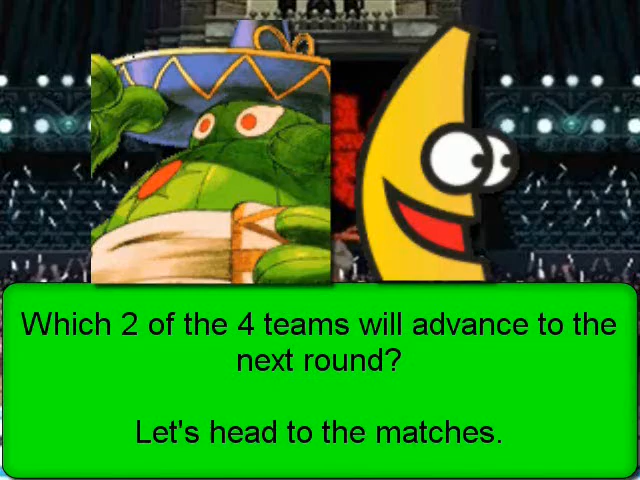 Which 2 of the 4 teams will advance to the
next round?
Let's head to the matches.